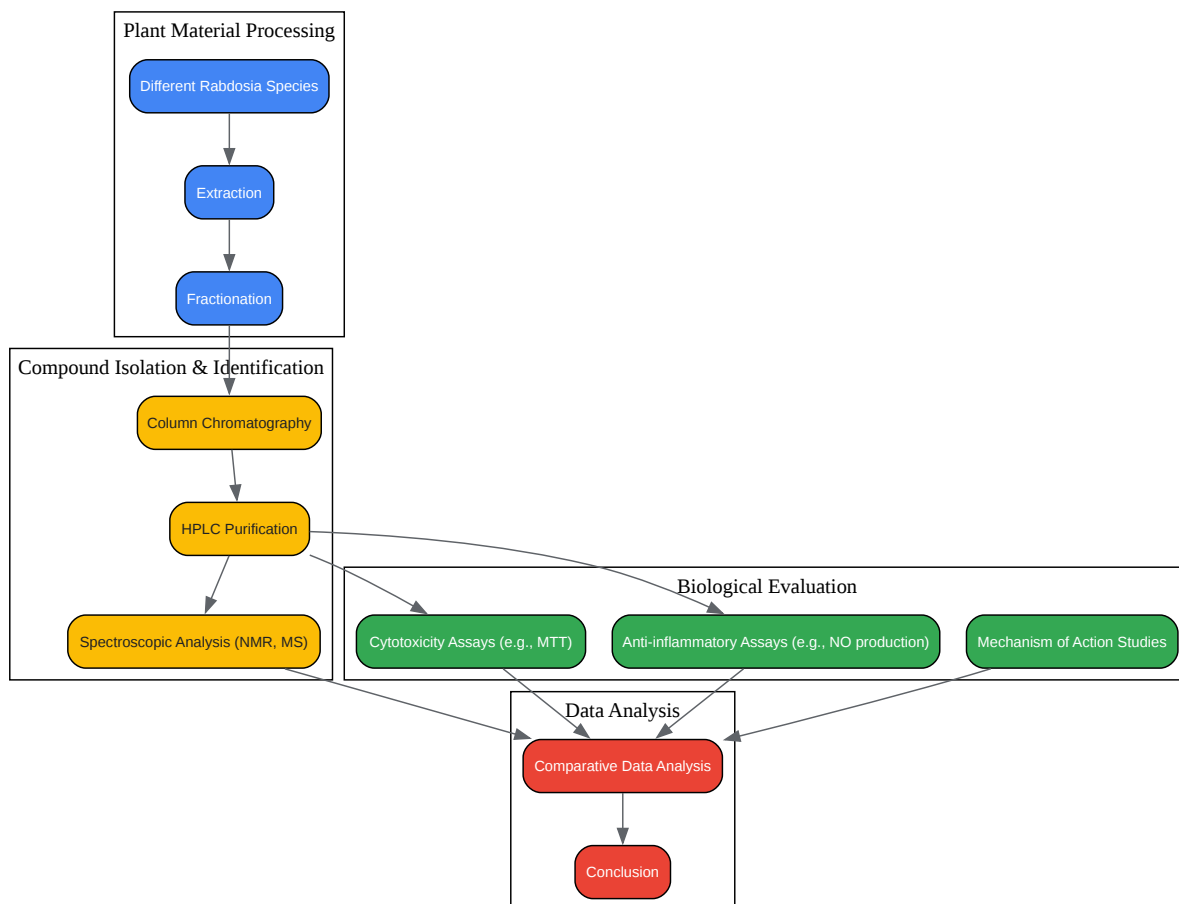 Plant Material Processing
Different Rabdosia Species
Extraction
Fractionation
Compound Isolation & Identification
Column Chromatography
HPLC Purification
Spectroscopic Analysis (NMR, MS)
Biological Evaluation
Cytotoxicity Assays (e.g., MTT)
Anti-inflammatory Assays (e.g., NO production)
Mechanism of Action Studies
Data Analysis
Comparative Data Analysis
Conclusion